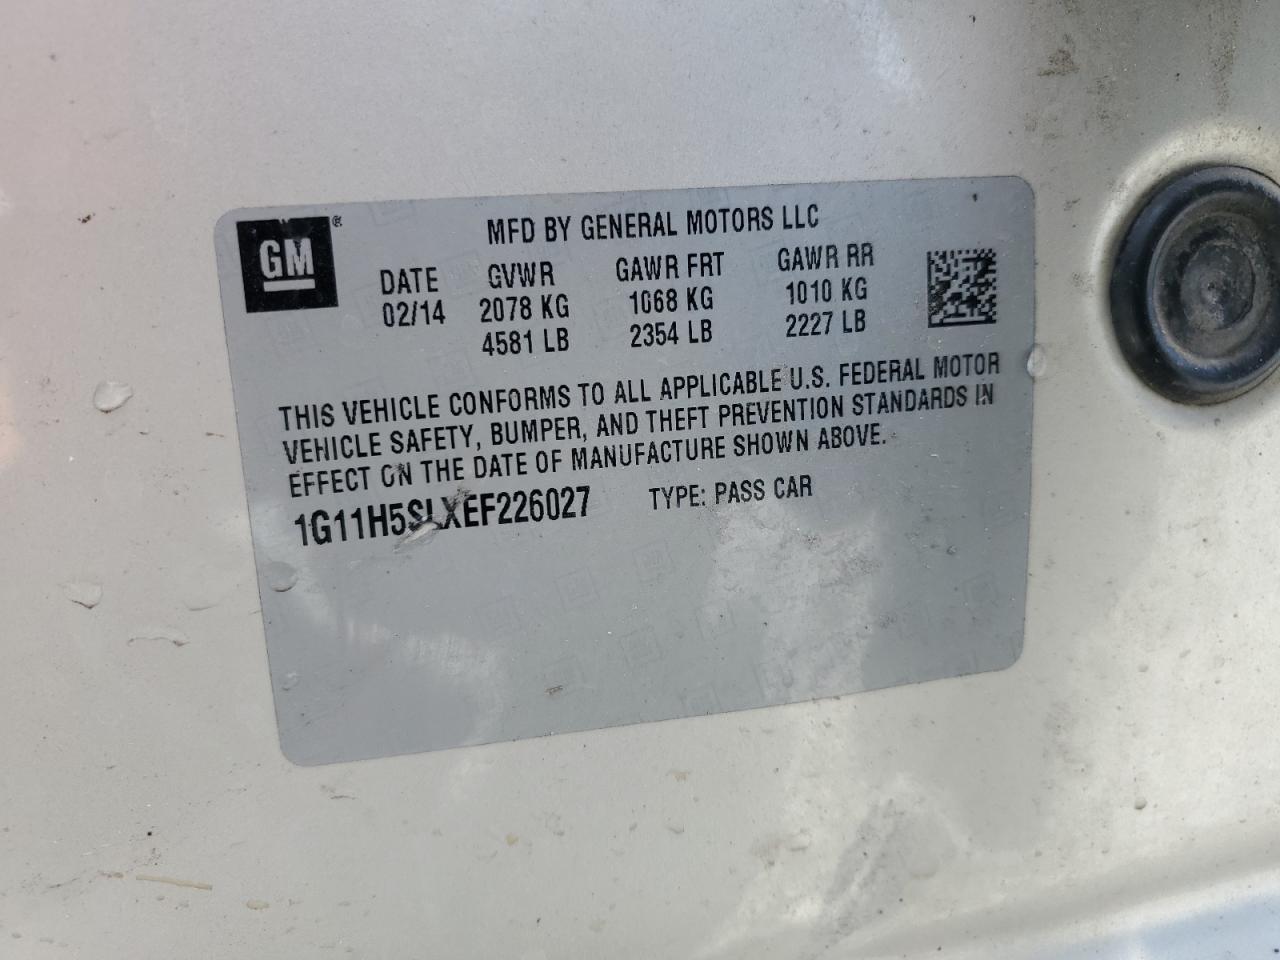 GM®
MFD BY GENERAL MOTORS LLC
DATE GVWR GAWR FRT GAWR RR
02/14 2078 KG 1068 KG 1010 KG
4581 LB 2354 LB 2227 LB
THIS VEHICLE CONFORMS TO ALL APPLICABLE U.S. FEDERAL MOTOR
VEHICLE SAFETY, BUMPER, AND THEFT PREVENTION STANDARDS IN
EFFECT ON THE DATE OF MANUFACTURE SHOWN ABOVE.
1G11H5SLXEF226027 TYPE: PASS CAR